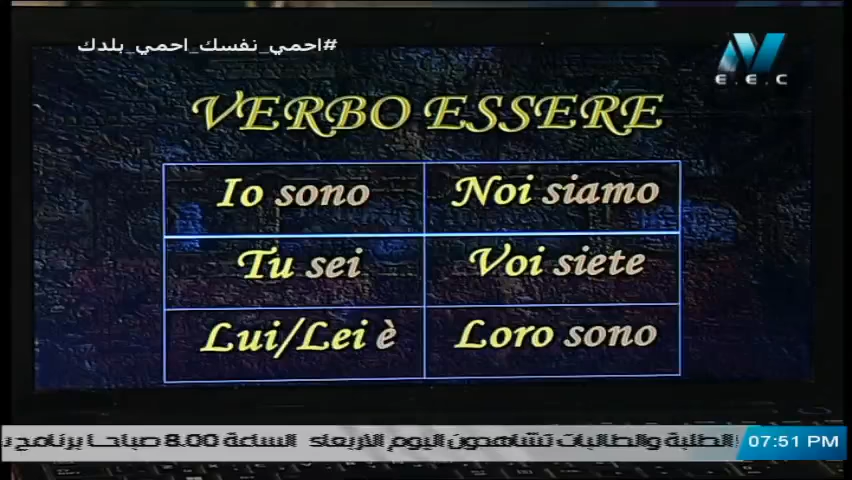 #احمي_نفسك_احمي_بلدك
E.E.C
VERBO ESSERE
Io sono
Noi siamo
Tu sei
Voi siete
Lui/Lei è
Loro sono
الطلبة والطالبات تشاهدون اليوم الاربعاء الساعة 8.00 صباحا برنامج
07:51 PM